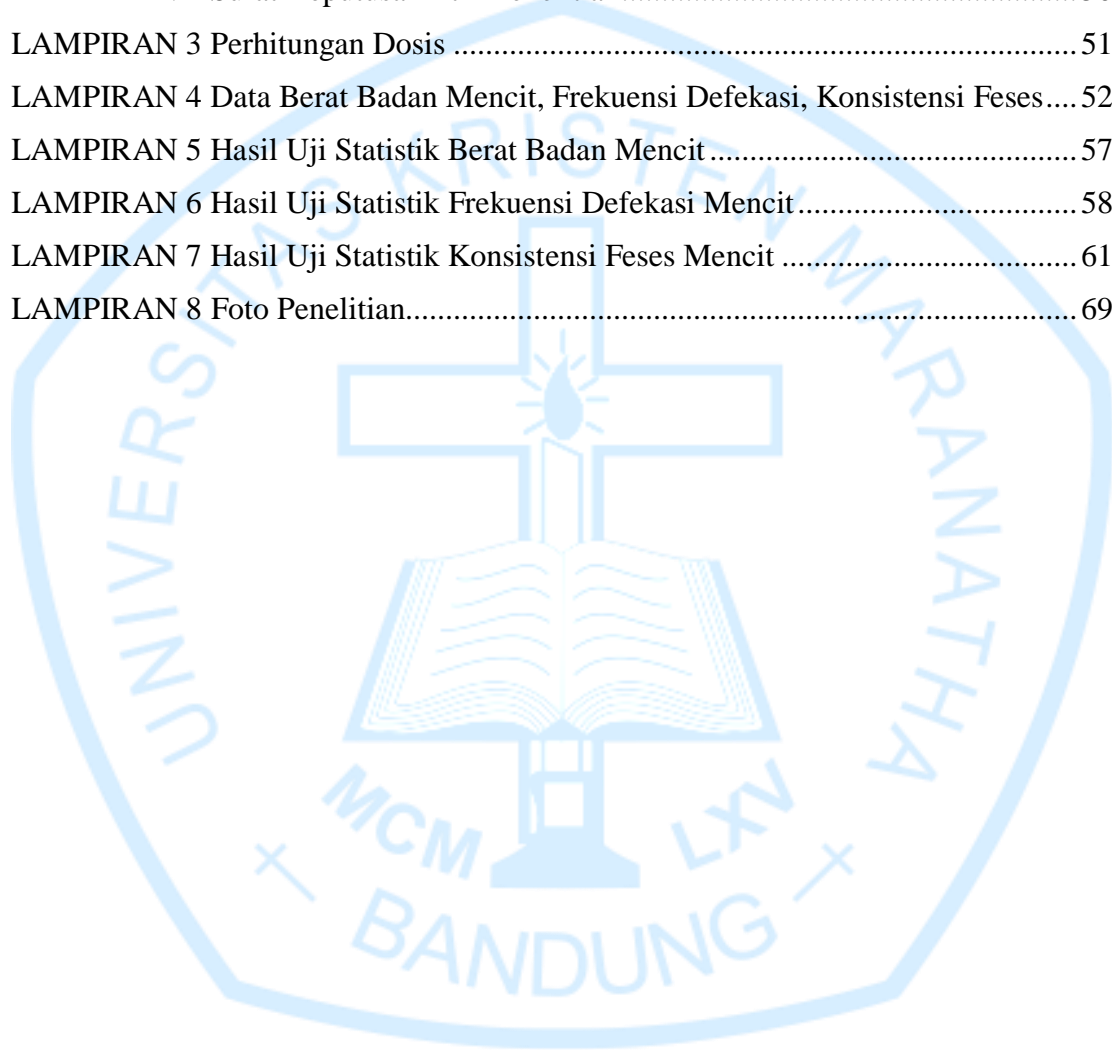 LAMPIRAN 3 Perhitungan Dosis ................................................................................ 51
LAMPIRAN 4 Data Berat Badan Mencit, Frekuensi Defekasi, Konsistensi Feses .... 52
LAMPIRAN 5 Hasil Uji Statistik Berat Badan Mencit ............................................... 57
LAMPIRAN 6 Hasil Uji Statistik Frekuensi Defekasi Mencit .................................... 58
LAMPIRAN 7 Hasil Uji Statistik Konsistensi Feses Mencit ...................................... 61
LAMPIRAN 8 Foto Penelitian...................................................................................... 69
UNIVERSITAS KRISTEN MARANATHA
MCM LXV
BANDUNG